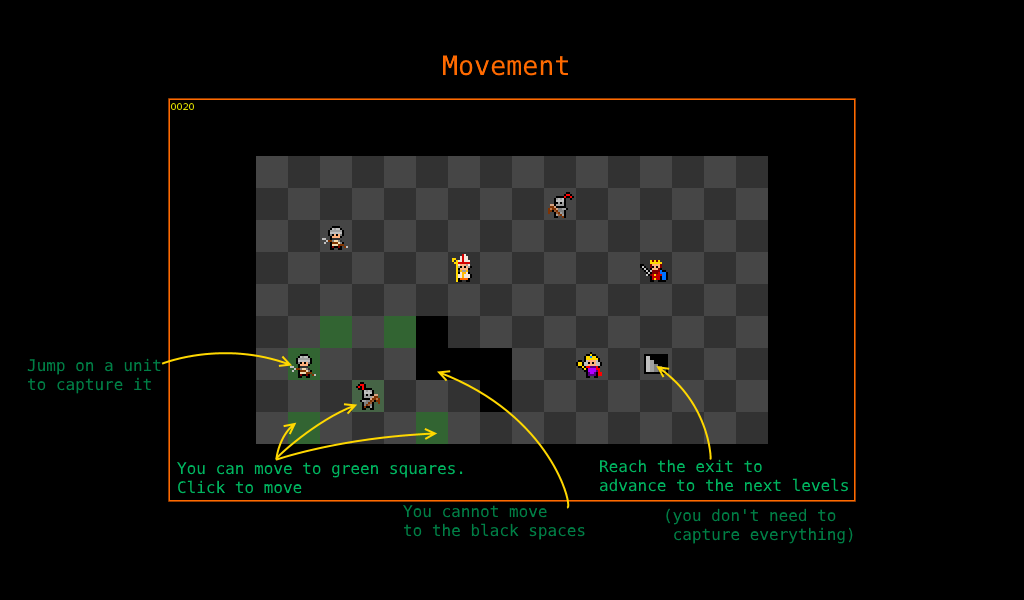 Movement
0020
Jump on a unit
to capture it
You can move to green squares.
Click to move
Reach the exit to
advance to the next levels
You cannot move
to the black spaces
(you don't need to
capture everything)